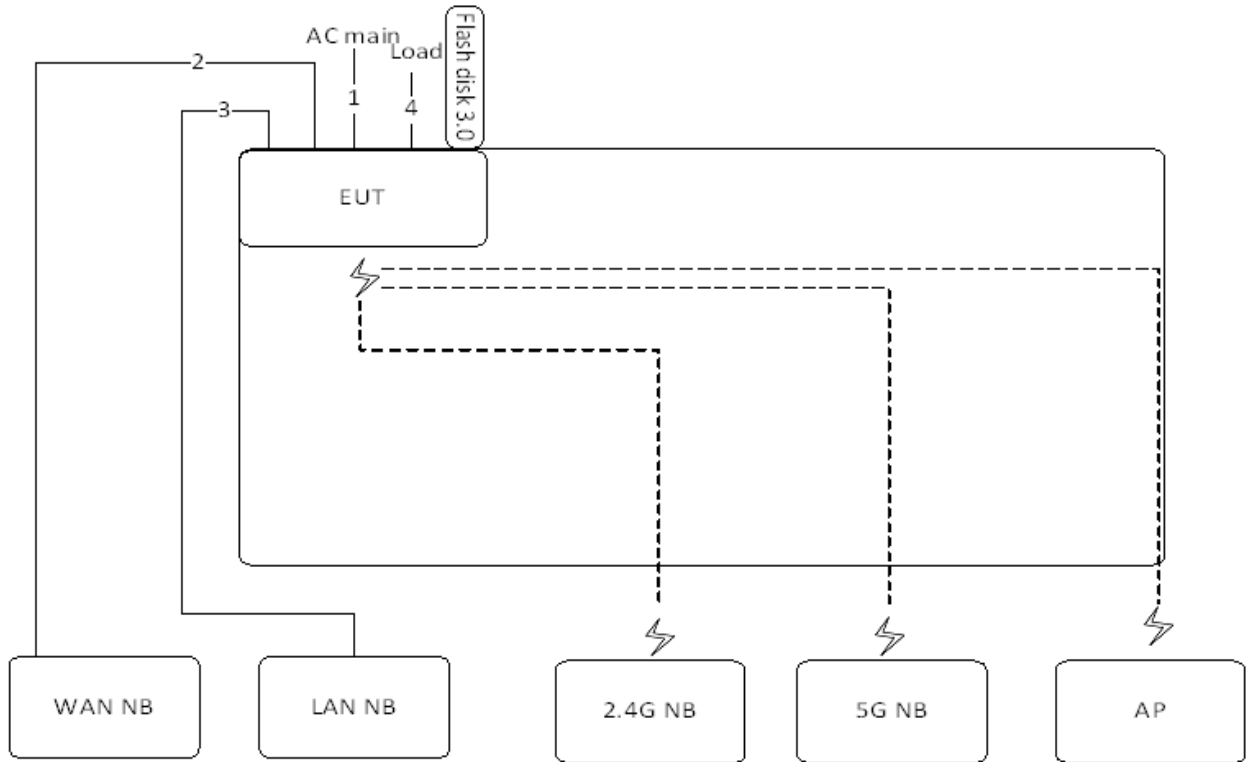 AC main
Load
Flash disk 3.0
2
1
4
3
EUT
WAN NB
LAN NB
2.4G NB
5G NB
AP